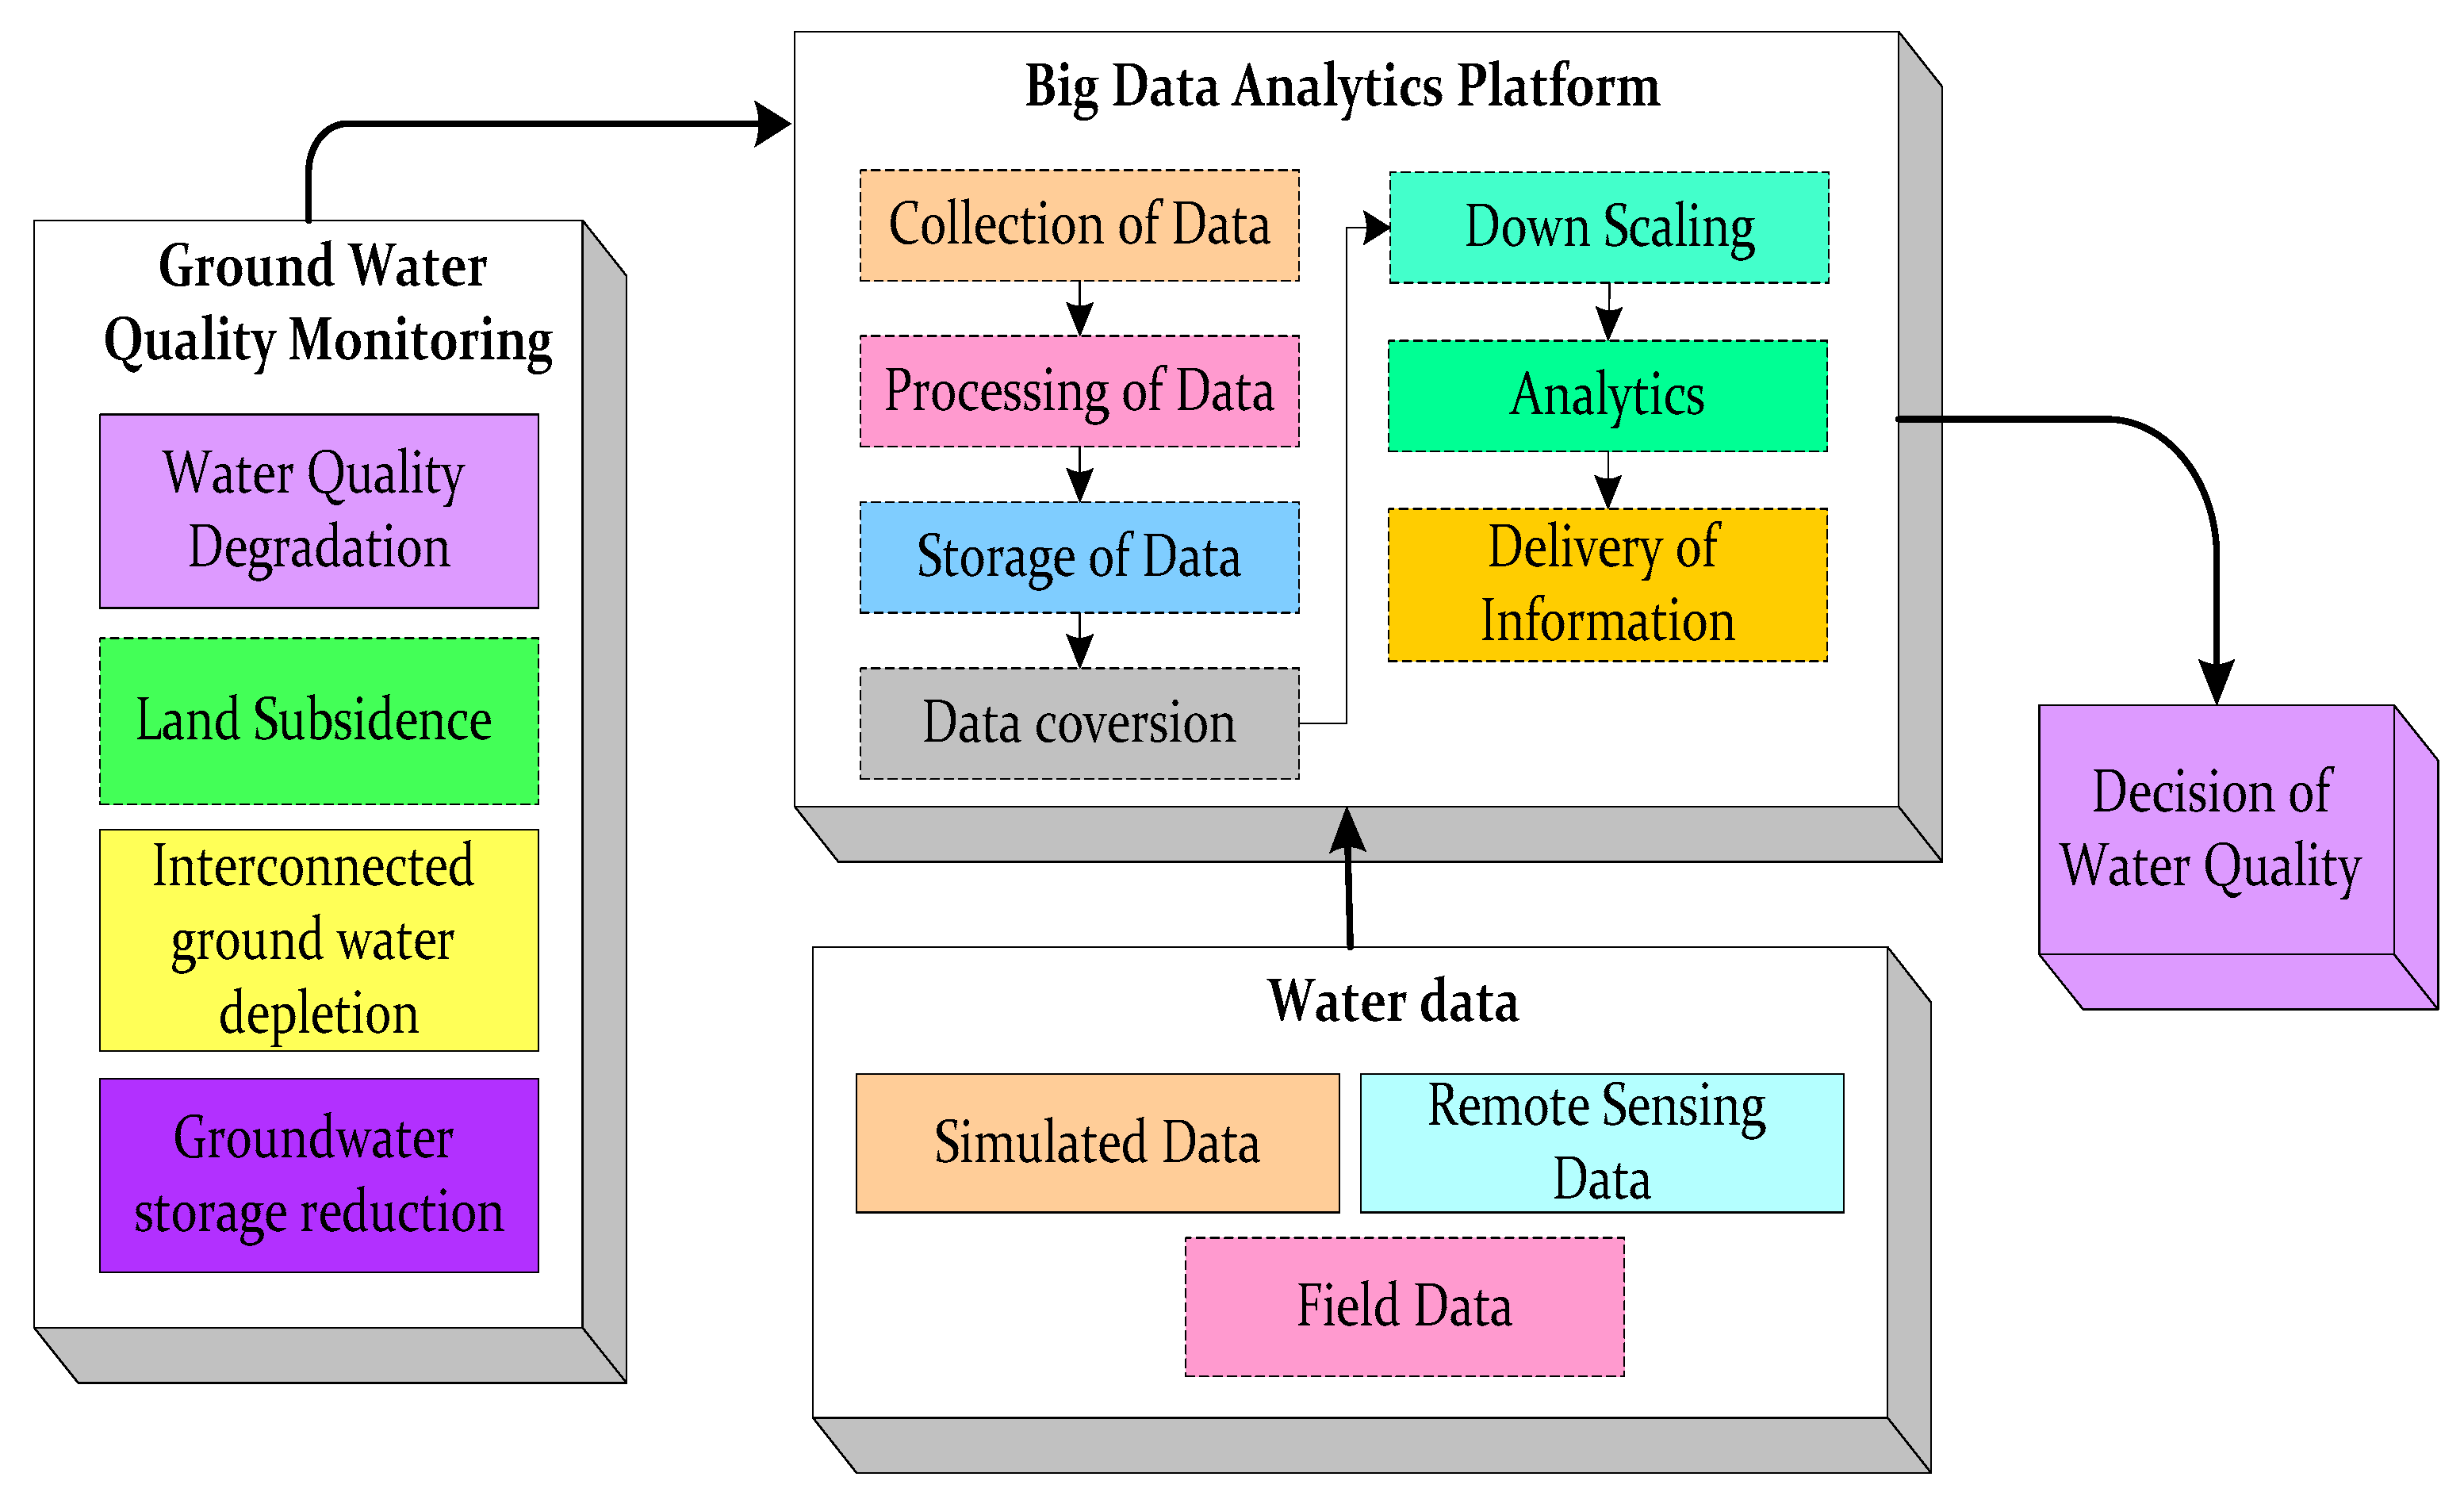 Ground Water
Quality Monitoring
Water Quality
Degradation
Land Subsidence
Interconnected
ground water
depletion
Groundwater
storage reduction
Big Data Analytics Platform
Collection of Data
Processing of Data
Storage of Data
Data coversion
Down Scaling
Analytics
Delivery of
Information
Water data
Simulated Data
Remote Sensing
Data
Field Data
Decision of
Water Quality